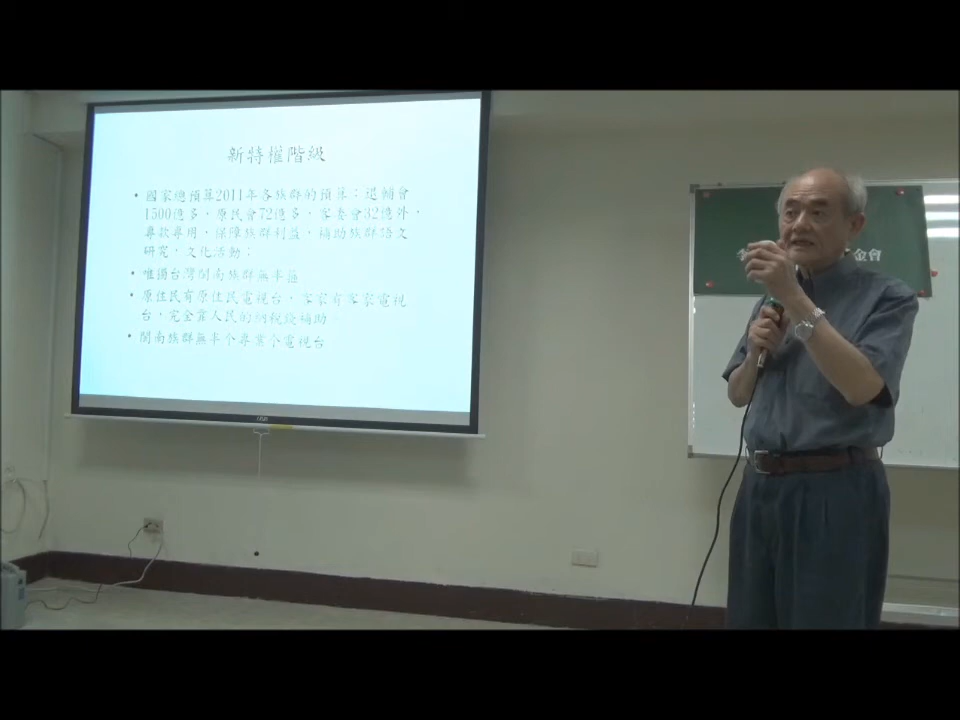 新特權階級
• 國家總預算2011年各族群的預算：退輔會
1500億多，原民會72億多，客委會32億外，
專款專用，保障族群利益，補助族群語文
研究，文化活動；
• 唯獨台灣閩南族群無半箍
• 原住民有原住民電視台，客家有客家電視
台，完全靠人民的納稅錢補助。
• 閩南族群無半个專業个電視台
金會